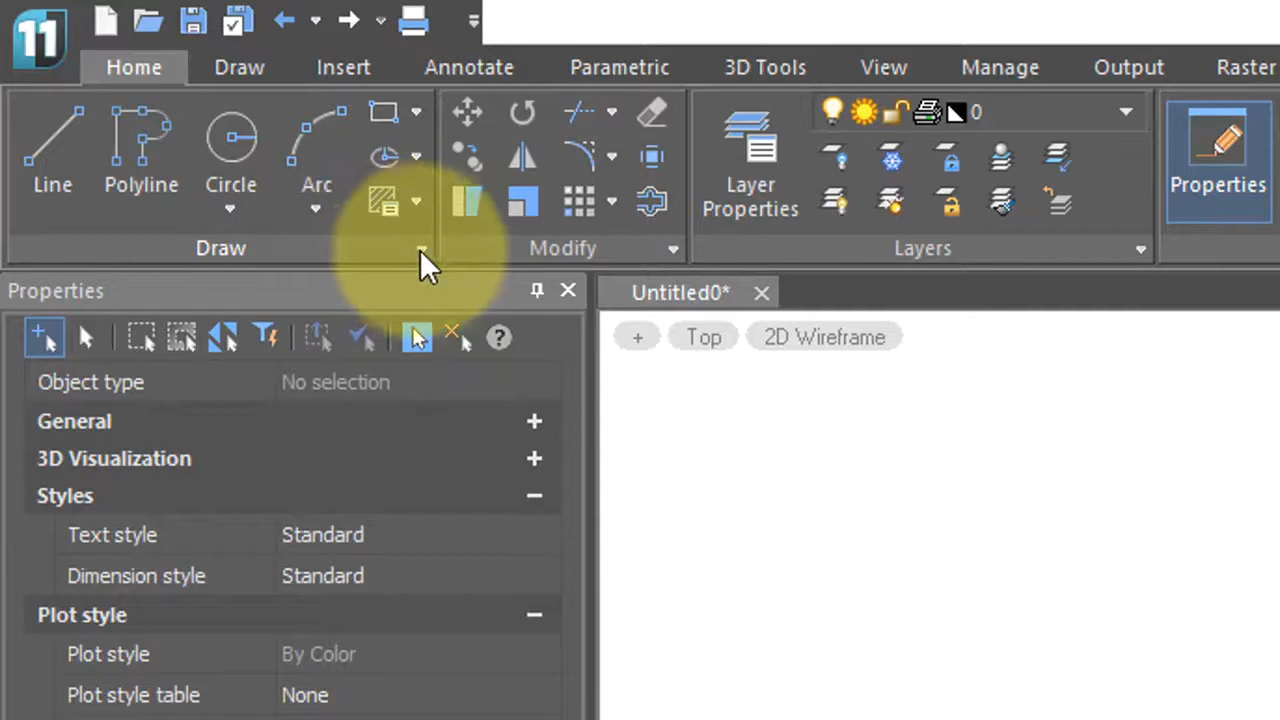 11
Home Draw Insert Annotate Parametric 3D Tools View Manage Output Raster
0
Line Polyline Circle Arc
Layer
Properties
Properties
Draw Modify Layers
Properties
Untitled0*
+ Top 2D Wireframe
Object type No selection
General
3D Visualization
Styles
Text style Standard
Dimension style Standard
Plot style
Plot style By Color
Plot style table None